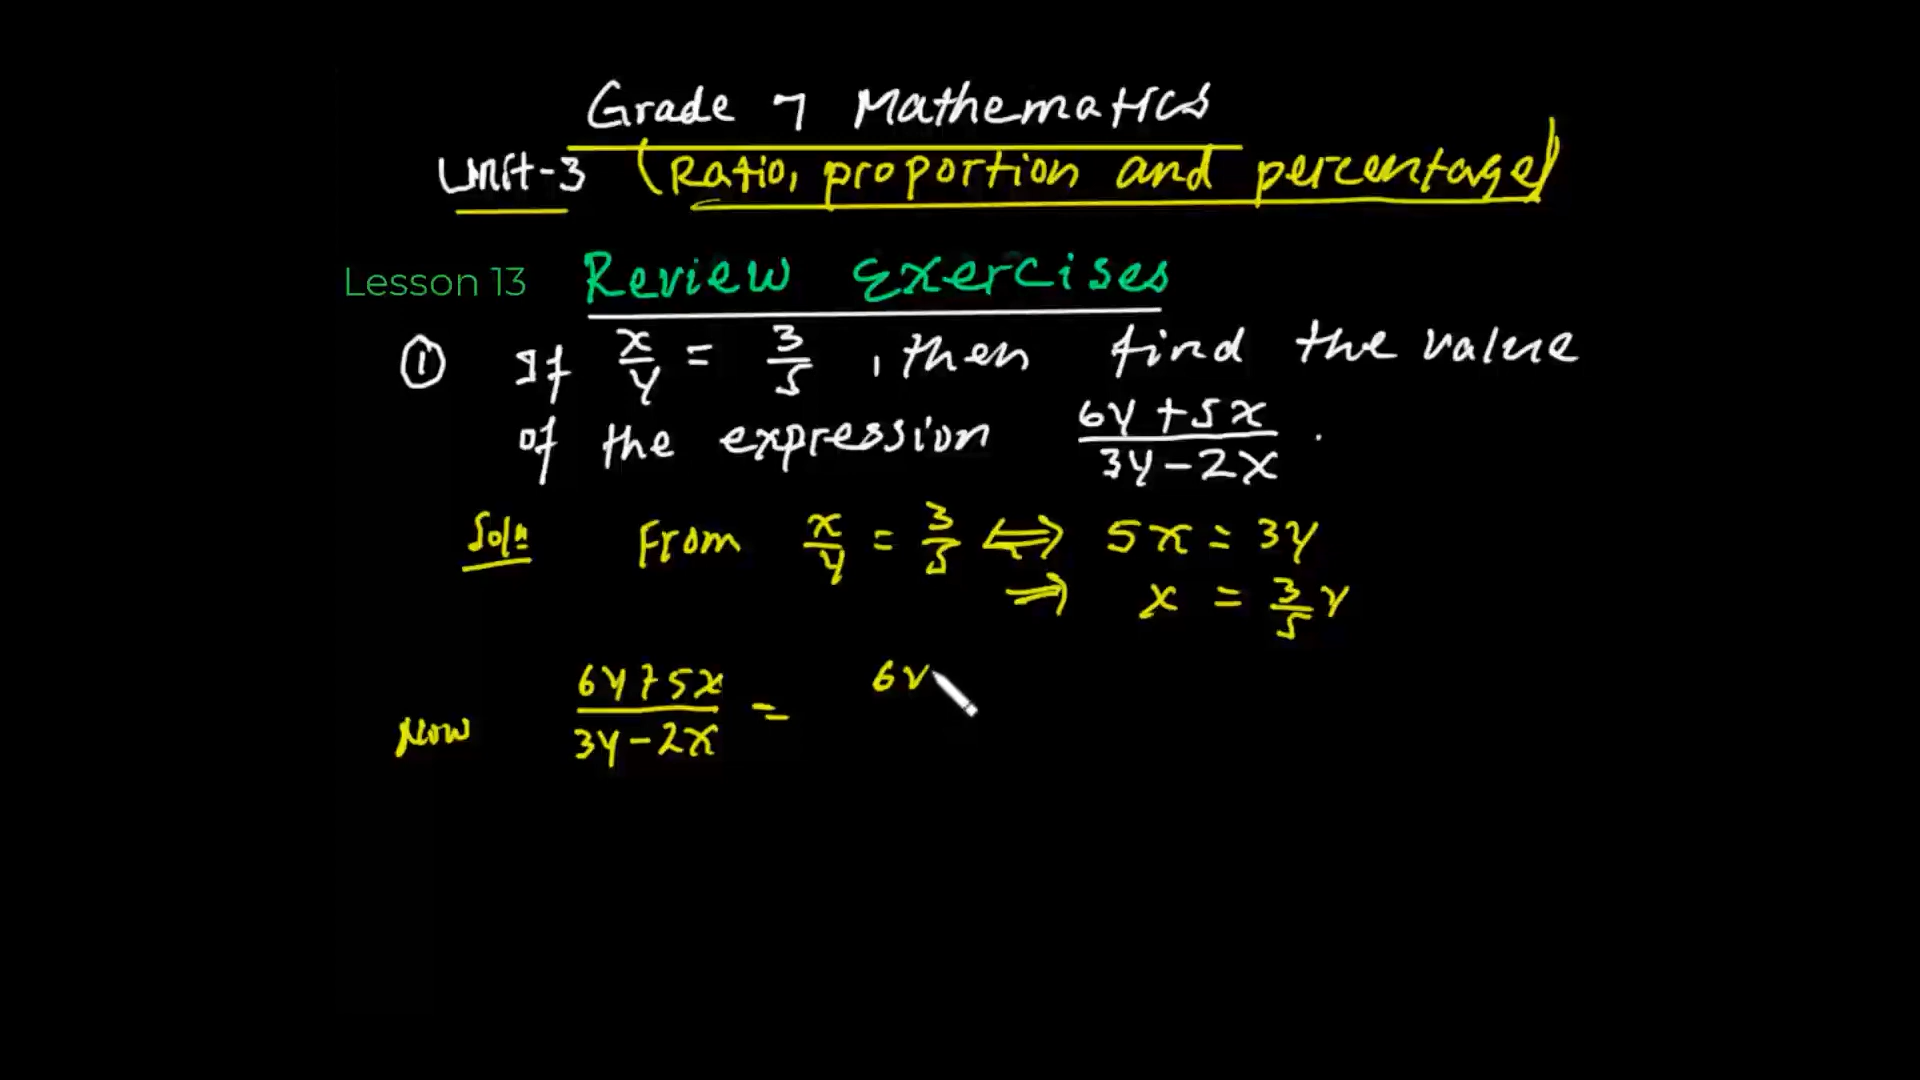 Grade 7 Mathematics
Unit-3 (Ratio, proportion and percentage)
Lesson 13 Review Exercises
① If x/y = 3/5, then find the value
of the expression (6y+5x)/(3y-2x).
Soln From x/y = 3/5 ⟺ 5x = 3y
⇒ x = 3/5 y
Now (6y+5x)/(3y-2x) = 6y